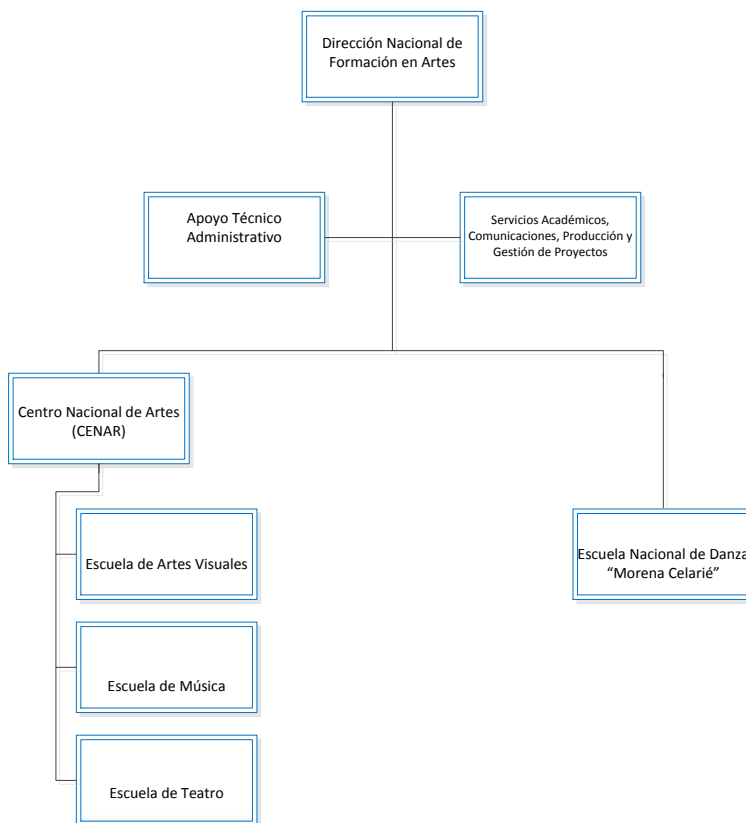 Dirección Nacional de
Formación en Artes
Apoyo Técnico
Administrativo
Servicios Académicos,
Comunicaciones, Producción y
Gestión de Proyectos
Centro Nacional de Artes
(CENAR)
Escuela de Artes Visuales
Escuela Nacional de Danza
“Morena Celarié”
Escuela de Música
Escuela de Teatro